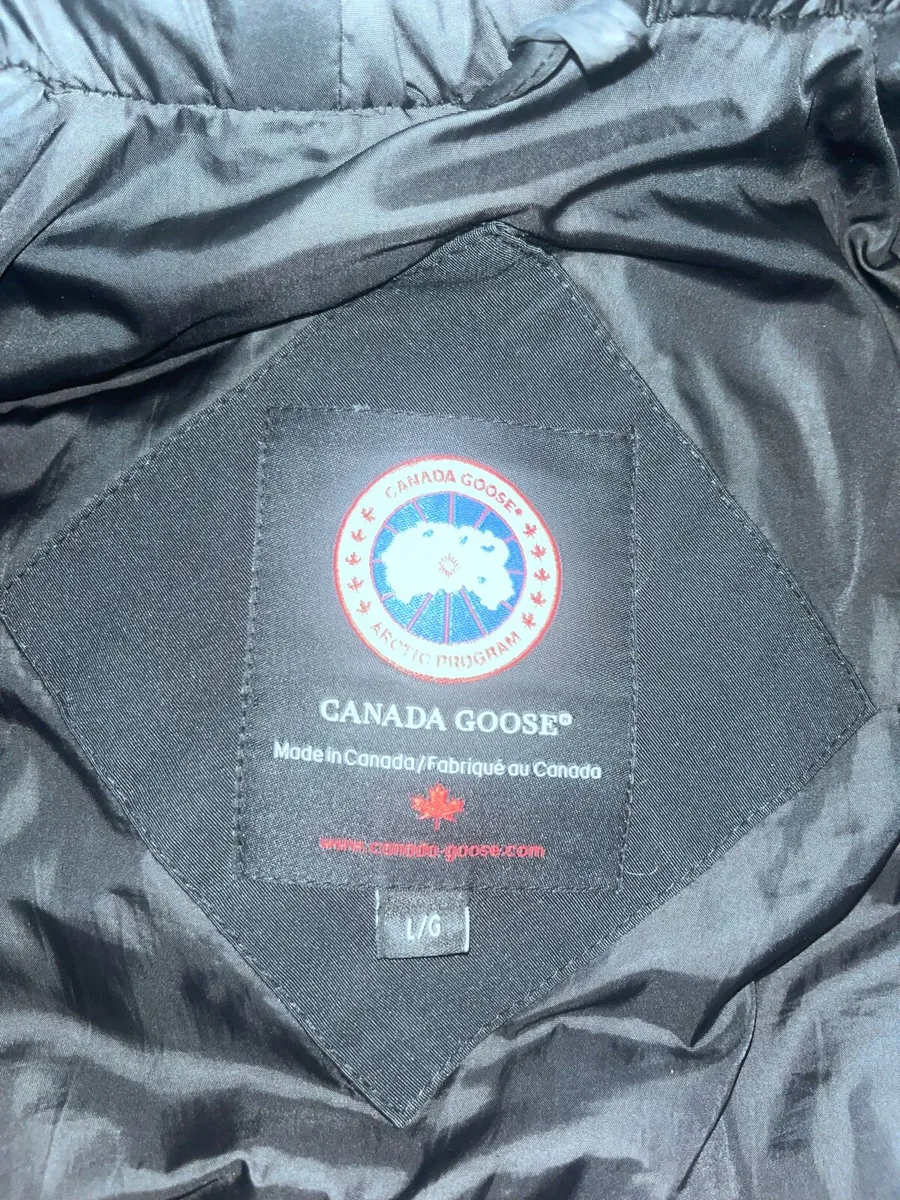 CANADA GOOSE®
ARCTIC PROGRAM
CANADA GOOSE®
Made in Canada/Fabriqué au Canada
www.canada-goose.com
L/G